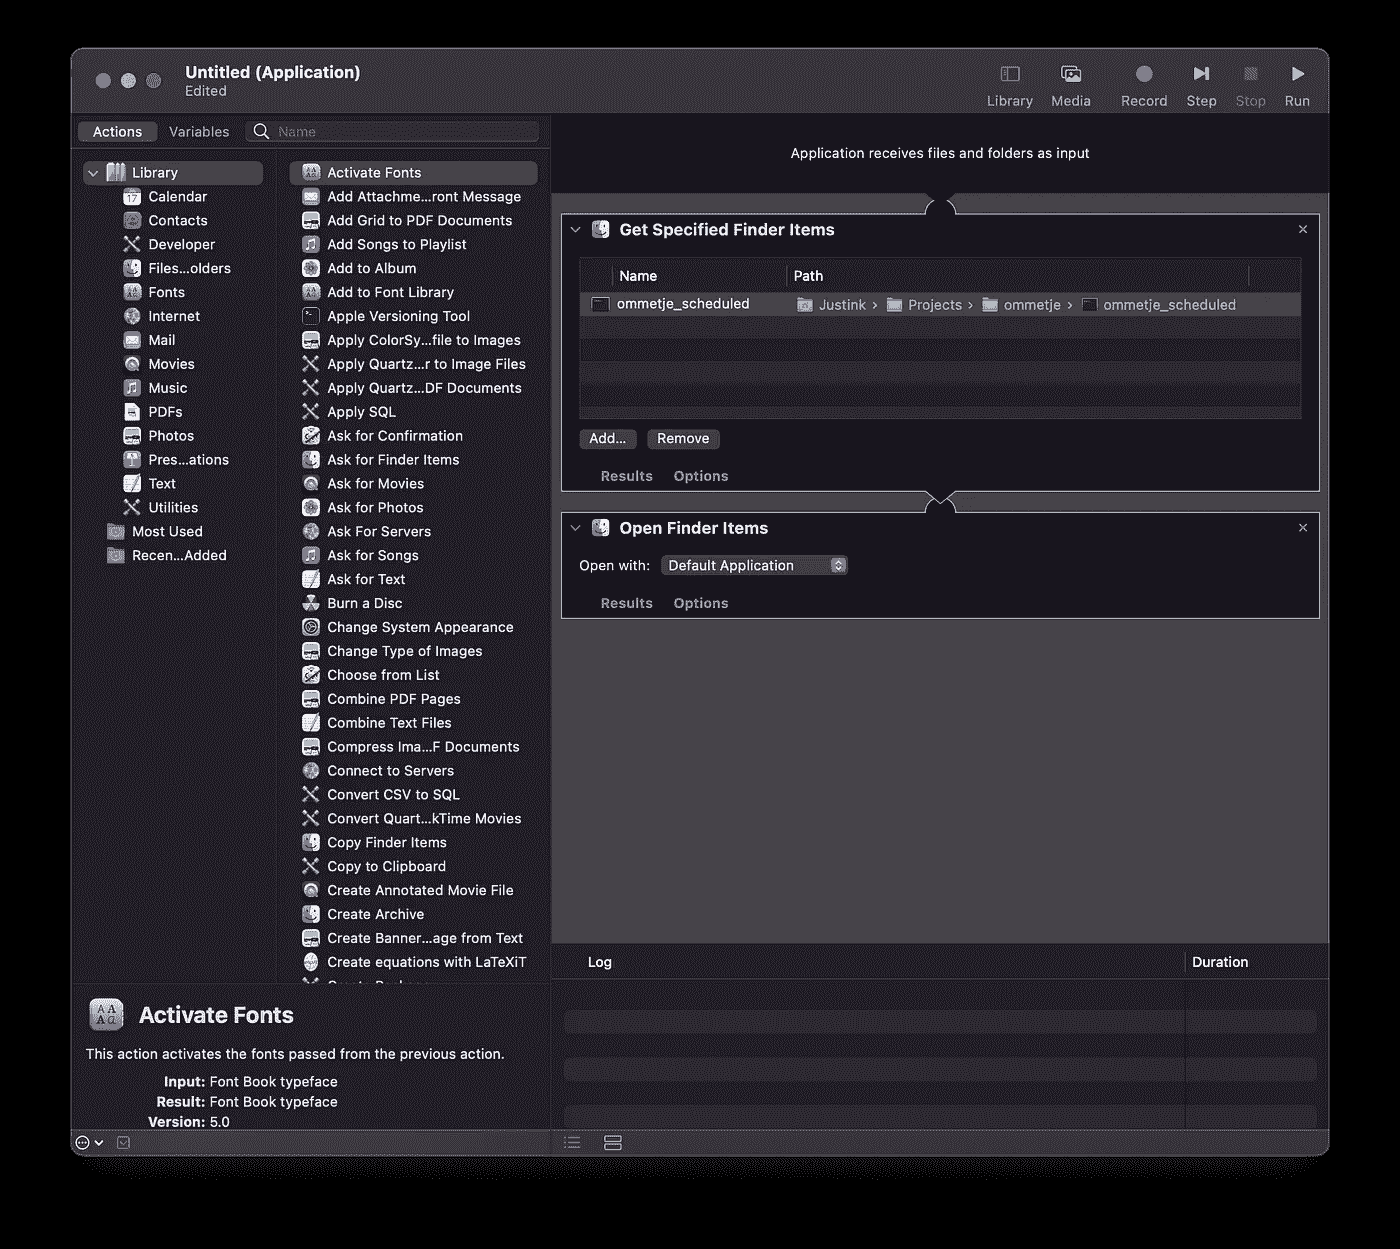 Untitled (Application)
Edited
Library
Media
Record
Step
Stop
Run
Actions
Variables
Name
Library
Calendar
Contacts
Developer
Files...olders
Fonts
Internet
Mail
Movies
Music
PDFs
Photos
Pres...ations
Text
Utilities
Most Used
Recen...Added
Activate Fonts
Add Attachme...ront Message
Add Grid to PDF Documents
Add Songs to Playlist
Add to Album
Add to Font Library
Apple Versioning Tool
Apply ColorSy...file to Images
Apply Quartz...r to Image Files
Apply Quartz...DF Documents
Apply SQL
Ask for Confirmation
Ask for Finder Items
Ask for Movies
Ask for Photos
Ask For Servers
Ask for Songs
Ask for Text
Burn a Disc
Change System Appearance
Change Type of Images
Choose from List
Combine PDF Pages
Combine Text Files
Compress Ima...F Documents
Connect to Servers
Convert CSV to SQL
Convert Quart...kTime Movies
Copy Finder Items
Copy to Clipboard
Create Annotated Movie File
Create Archive
Create Banner...age from Text
Create equations with LaTeXiT
Activate Fonts
This action activates the fonts passed from the previous action.
Input: Font Book typeface
Result: Font Book typeface
Version: 5.0
Application receives files and folders as input
Get Specified Finder Items
Name Path
ommetje_scheduled Justink › Projects › ommetje › ommetje_scheduled
Add... Remove
Results Options
Open Finder Items
Open with: Default Application
Results Options
Log Duration